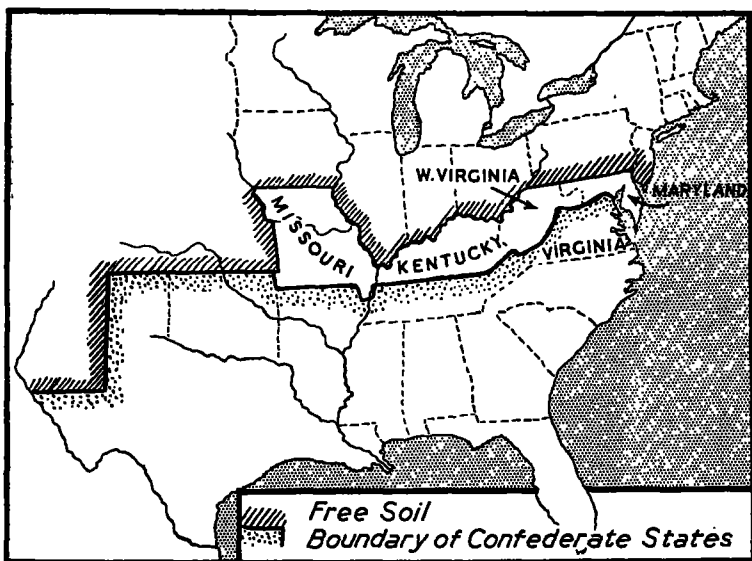 W. VIRGINIA
MARYLAND
MISSOURI
KENTUCKY
VIRGINIA
Free Soil
Boundary of Confederate States